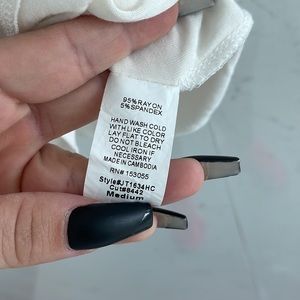 95% RAYON
5% SPANDEX
HAND WASH COLD
WITH LIKE COLOR
LAY FLAT TO DRY
DO NOT BLEACH
COOL IRON IF
NECESSARY
MADE IN CAMBODIA
RN# 153055
Style#JT1634HC
Cut#8442
Medium